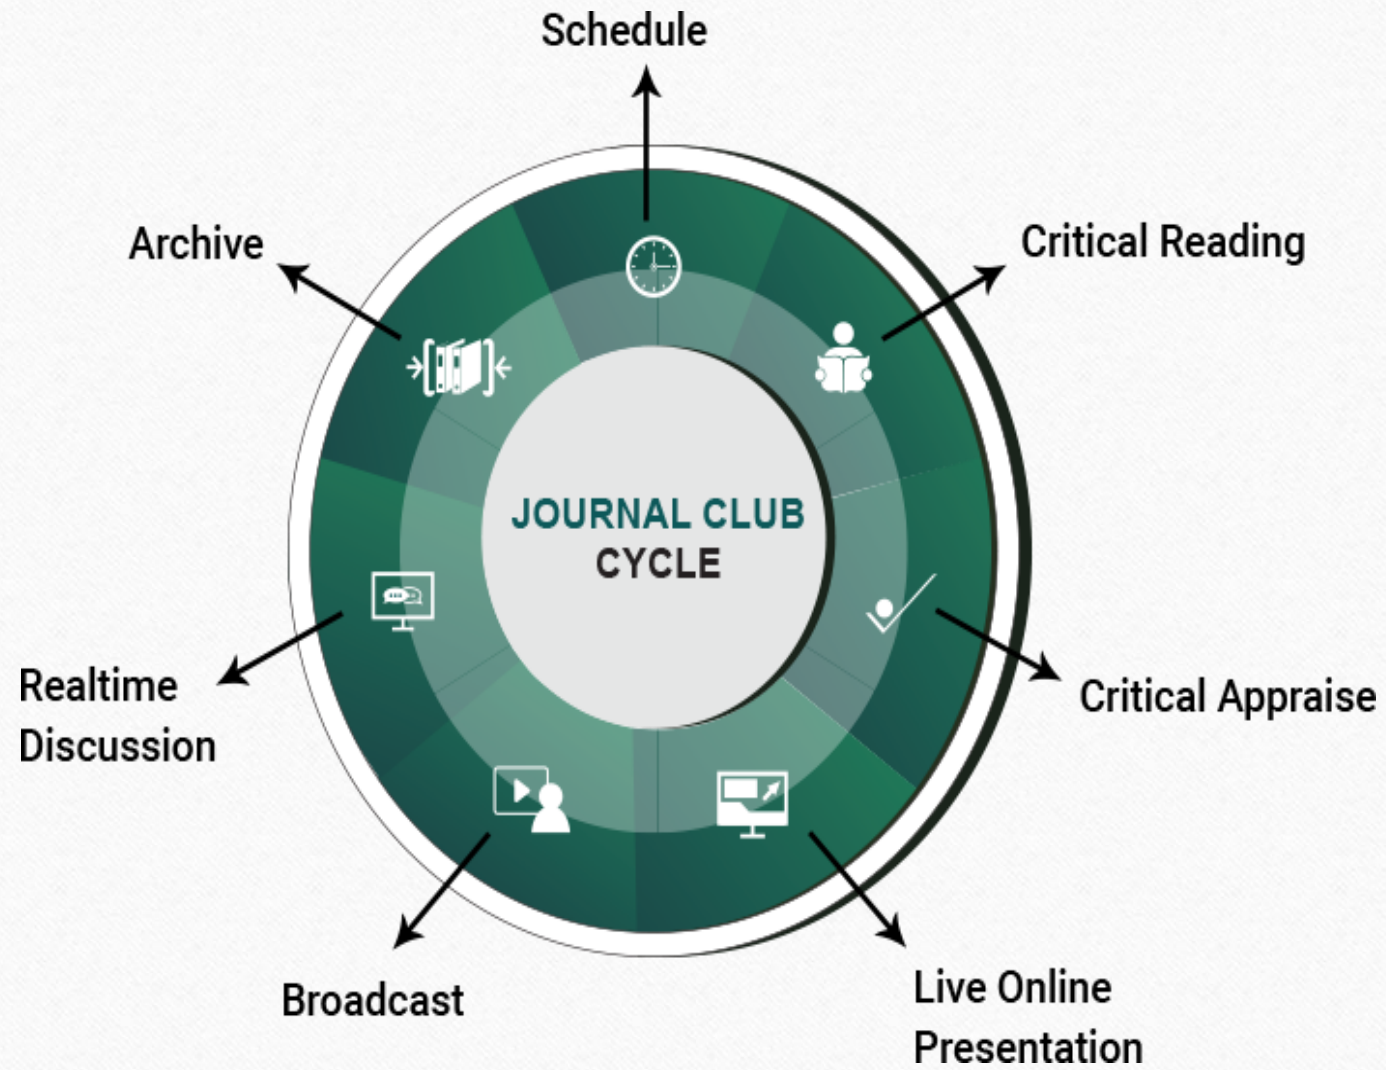 Schedule
Critical Reading
Archive
JOURNAL CLUB
CYCLE
Critical Appraise
Realtime
Discussion
Broadcast
Live Online
Presentation